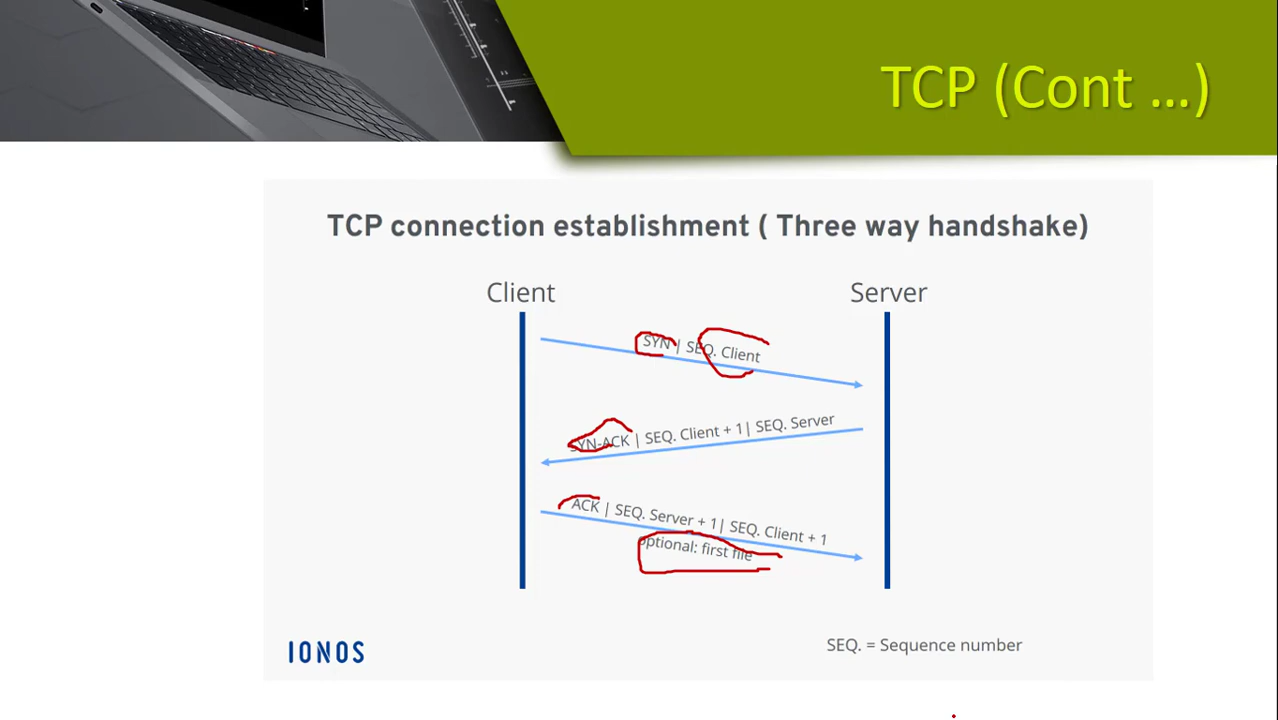 TCP (Cont ...)
TCP connection establishment ( Three way handshake)
Client
Server
SYN | SEQ. Client
SYN-ACK | SEQ. Client + 1| SEQ. Server
ACK | SEQ. Server + 1| SEQ. Client + 1
optional: first file
IONOS
SEQ. = Sequence number